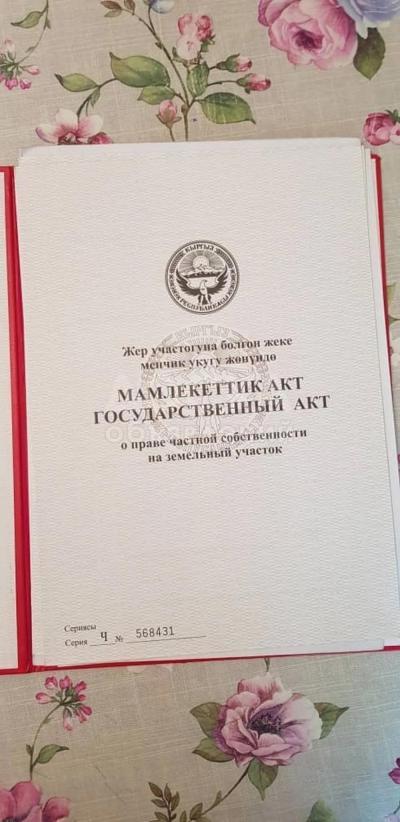 Жер участогуна болгон жеке
менчик укугу жөнүндө
МАМЛЕКЕТТИК АКТ
ГОСУДАРСТВЕННЫЙ АКТ
о праве частной собственности
на земельный участок
Сериясы
Серия Ч № 568431